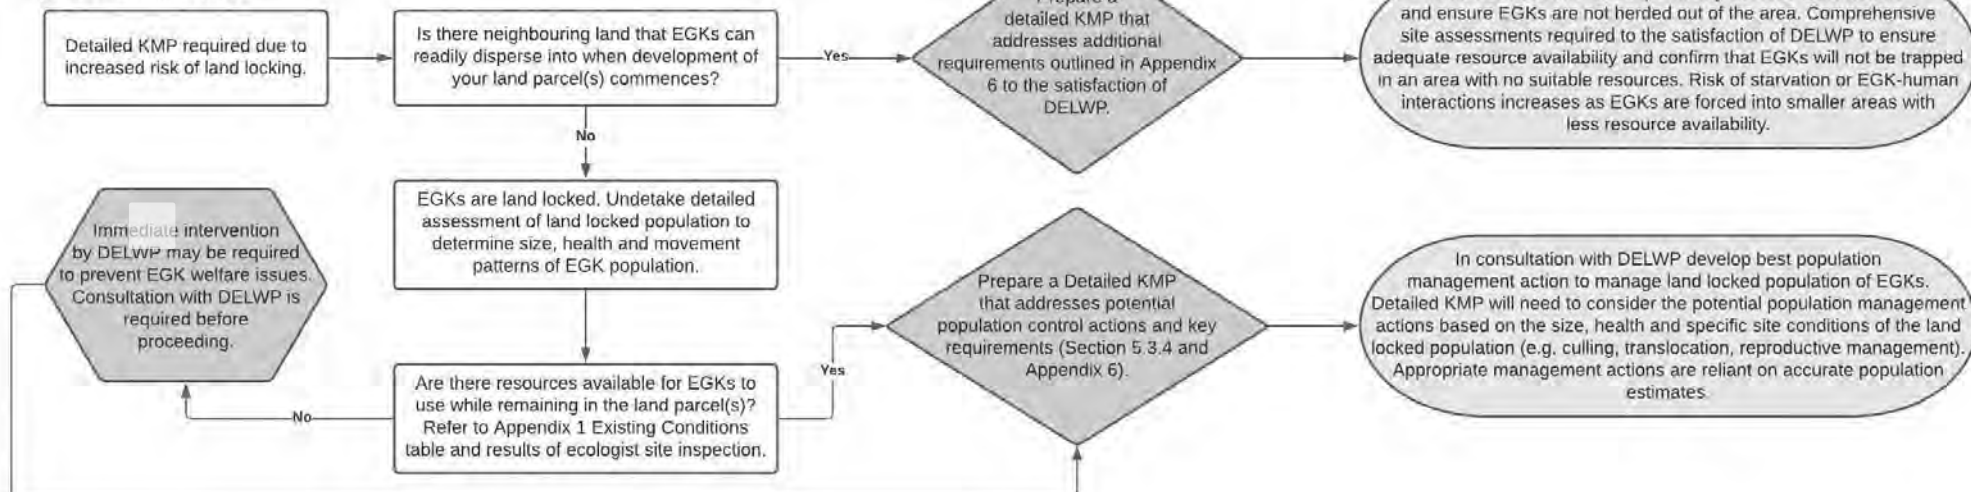 Detailed KMP required due to
increased risk of land locking.
Is there neighbouring land that EGKs can
readily disperse into when development of
your land parcel(s) commences?
Yes
Prepare a
detailed KMP that
addresses additional
requirements outlined in Appendix
6 to the satisfaction of
DELWP.
and ensure EGKs are not herded out of the area. Comprehensive
site assessments required to the satisfaction of DELWP to ensure
adequate resource availability and confirm that EGKs will not be trapped
in an area with no suitable resources. Risk of starvation or EGK-human
interactions increases as EGKs are forced into smaller areas with
less resource availability.
No
EGKs are land locked. Undetake detailed
assessment of land locked population to
determine size, health and movement
patterns of EGK population.
Immediate intervention
by DELWP may be required
to prevent EGK welfare issues.
Consultation with DELWP is
required before
proceeding.
No
Are there resources available for EGKs to
use while remaining in the land parcel(s)?
Refer to Appendix 1 Existing Conditions
table and results of ecologist site inspection.
Yes
Prepare a Detailed KMP
that addresses potential
population control actions and key
requirements (Section 5.3.4 and
Appendix 6).
In consultation with DELWP develop best population
management action to manage land locked population of EGKs.
Detailed KMP will need to consider the potential population management
actions based on the size, health and specific site conditions of the land
locked population (e.g. culling, translocation, reproductive management).
Appropriate management actions are reliant on accurate population
estimates.